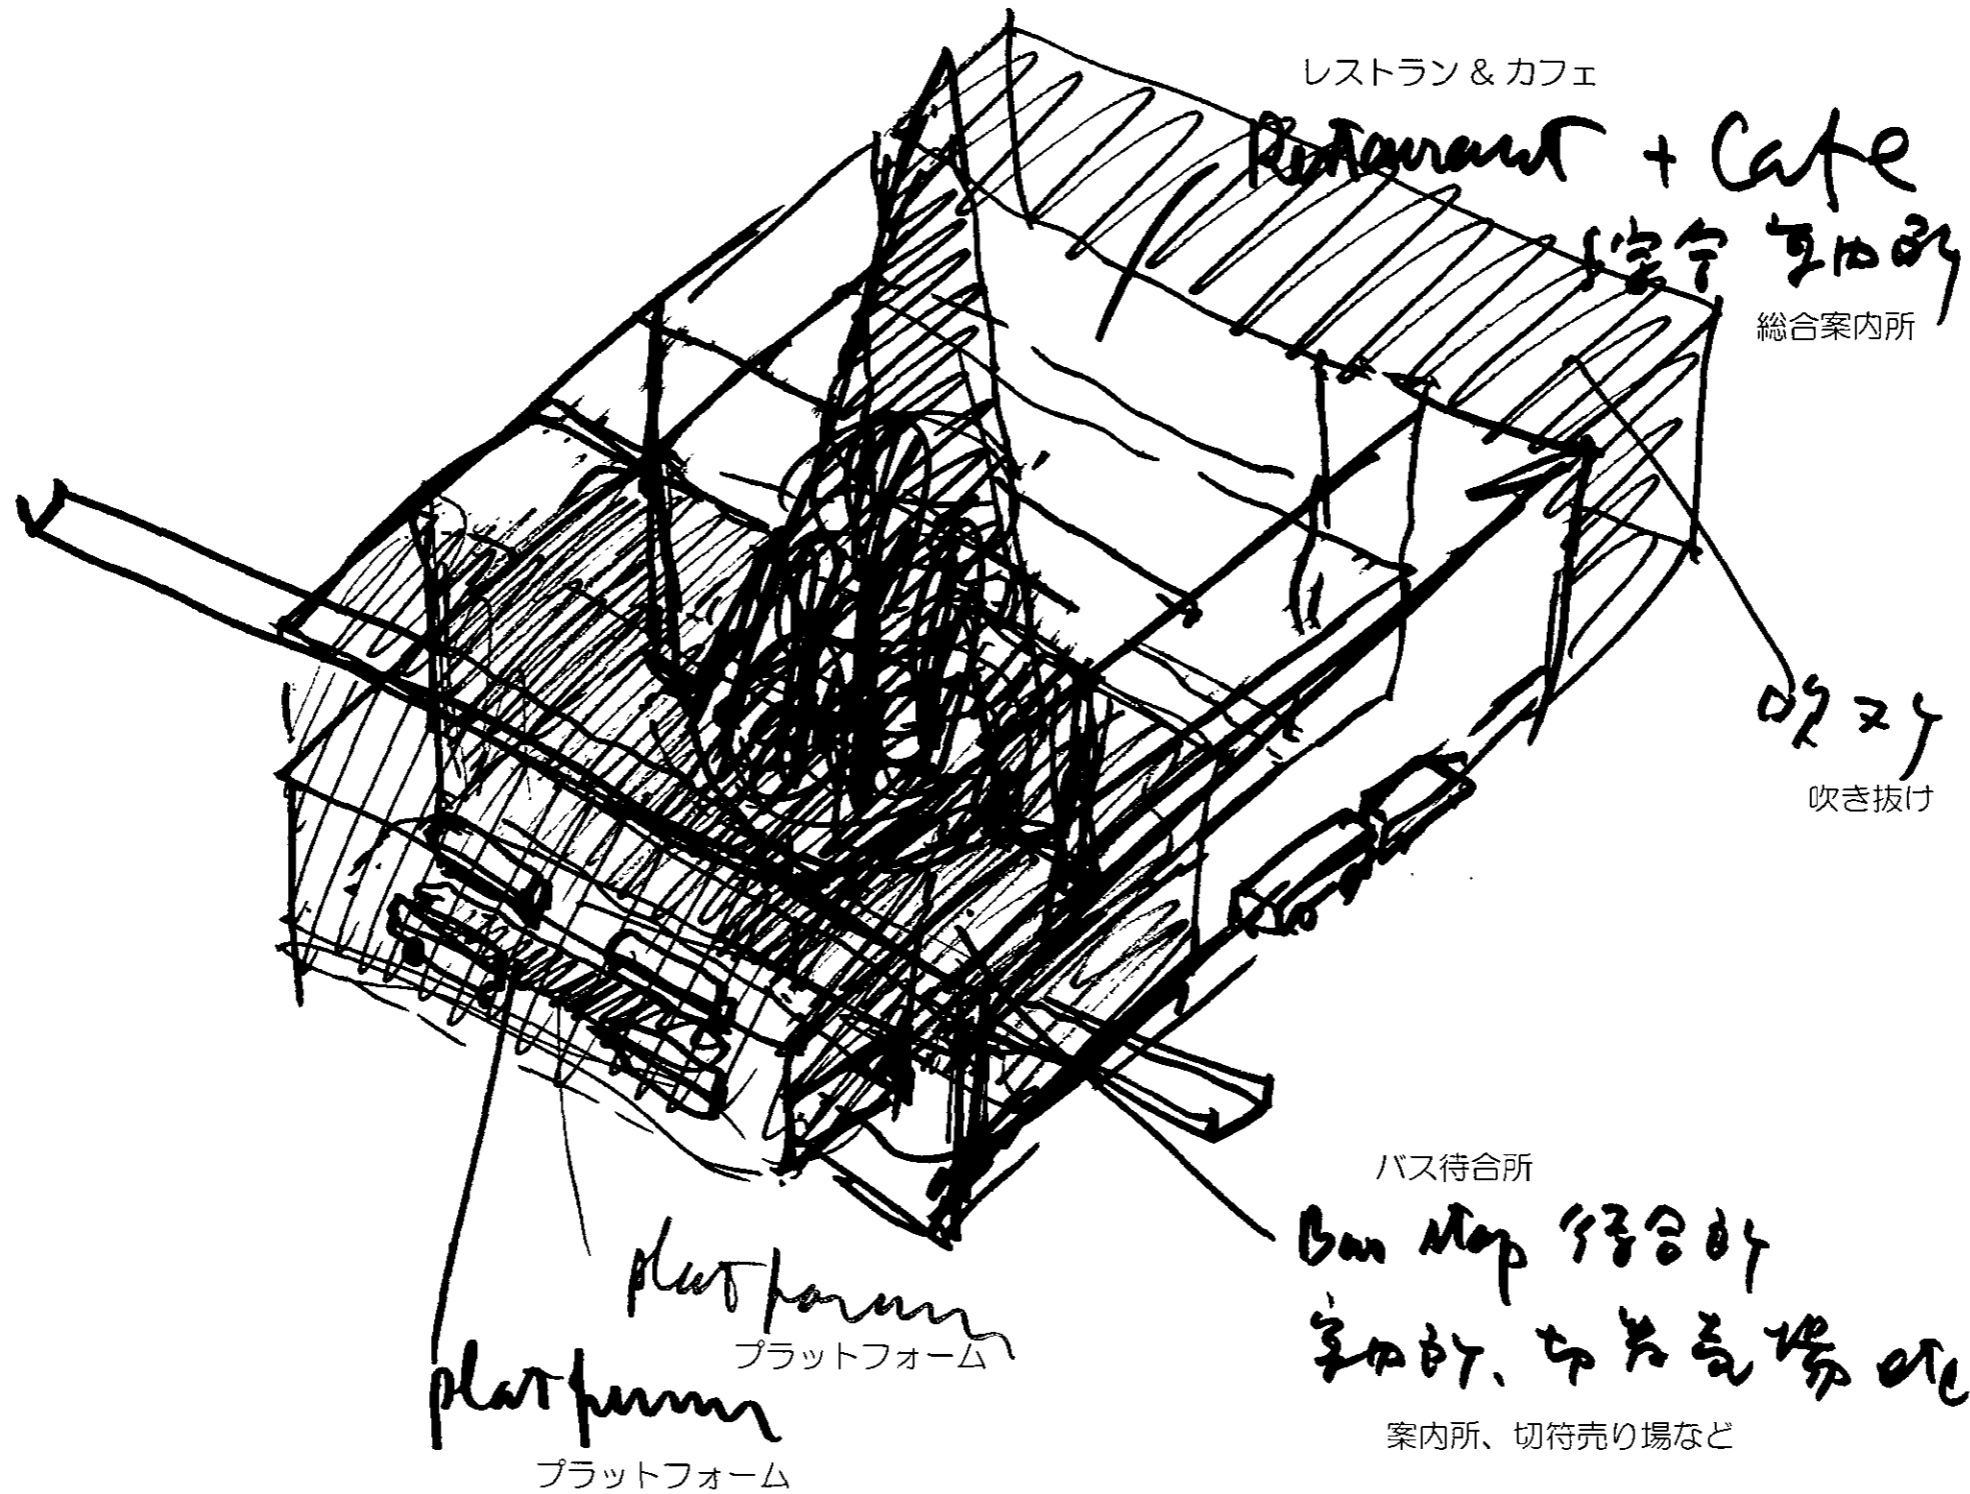 レストラン & カフェ
Restaurant + Cafe
総合案内所
総合案内所
吹ヌケ
吹き抜け
バス待合所
Bus stop 待合所
案内所、切符売場 etc
案内所、切符売り場など
platform
プラットフォーム
platform
プラットフォーム